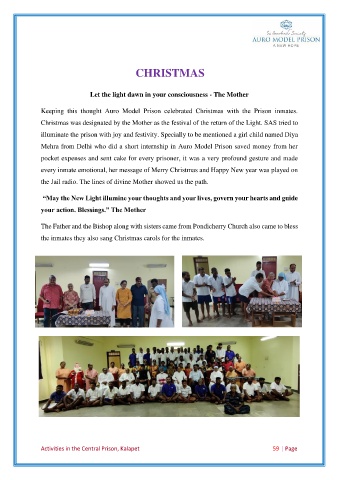 Sri Aurobindo Society
AURO MODEL PRISON
A NEW HOPE
CHRISTMAS
Let the light dawn in your consciousness - The Mother
Keeping this thought Auro Model Prison celebrated Christmas with the Prison inmates.
Christmas was designated by the Mother as the festival of the return of the Light. SAS tried to
illuminate the prison with joy and festivity. Specially to be mentioned a girl child named Diya
Mehra from Delhi who did a short internship in Auro Model Prison saved money from her
pocket expenses and sent cake for every prisoner, it was a very profound gesture and made
every inmate emotional, her message of Merry Christmas and Happy New year was played on
the Jail radio. The lines of divine Mother showed us the path.
“May the New Light illumine your thoughts and your lives, govern your hearts and guide
your action. Blessings.” The Mother
The Father and the Bishop along with sisters came from Pondicherry Church also came to bless
the inmates they also sang Christmas carols for the inmates.
Activities in the Central Prison, Kalapet 59 | Page